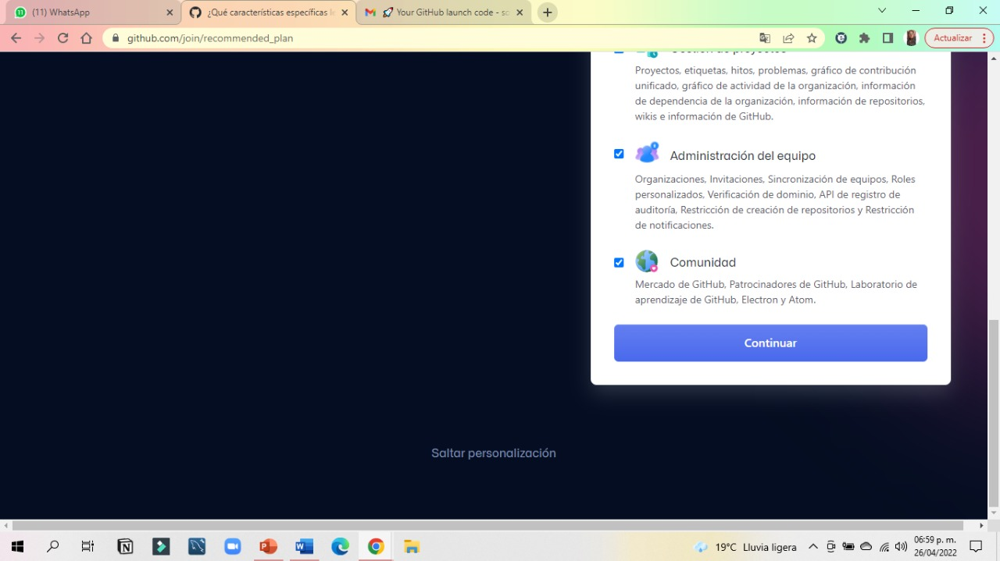 (11) WhatsApp
¿Qué características específicas
Your GitHub launch code - sc
github.com/join/recommended_plan
Actualizar
Gestión de proyectos
Proyectos, etiquetas, hitos, problemas, gráfico de contribución
unificado, gráfico de actividad de la organización, información
de dependencia de la organización, información de repositorios,
wikis e información de GitHub.
Administración del equipo
Organizaciones, Invitaciones, Sincronización de equipos, Roles
personalizados, Verificación de dominio, API de registro de
auditoría, Restricción de creación de repositorios y Restricción
de notificaciones.
Comunidad
Mercado de GitHub, Patrocinadores de GitHub, Laboratorio de
aprendizaje de GitHub, Electron y Atom.
Continuar
Saltar personalización
19°C Lluvia ligera
06:59 p. m.
26/04/2022